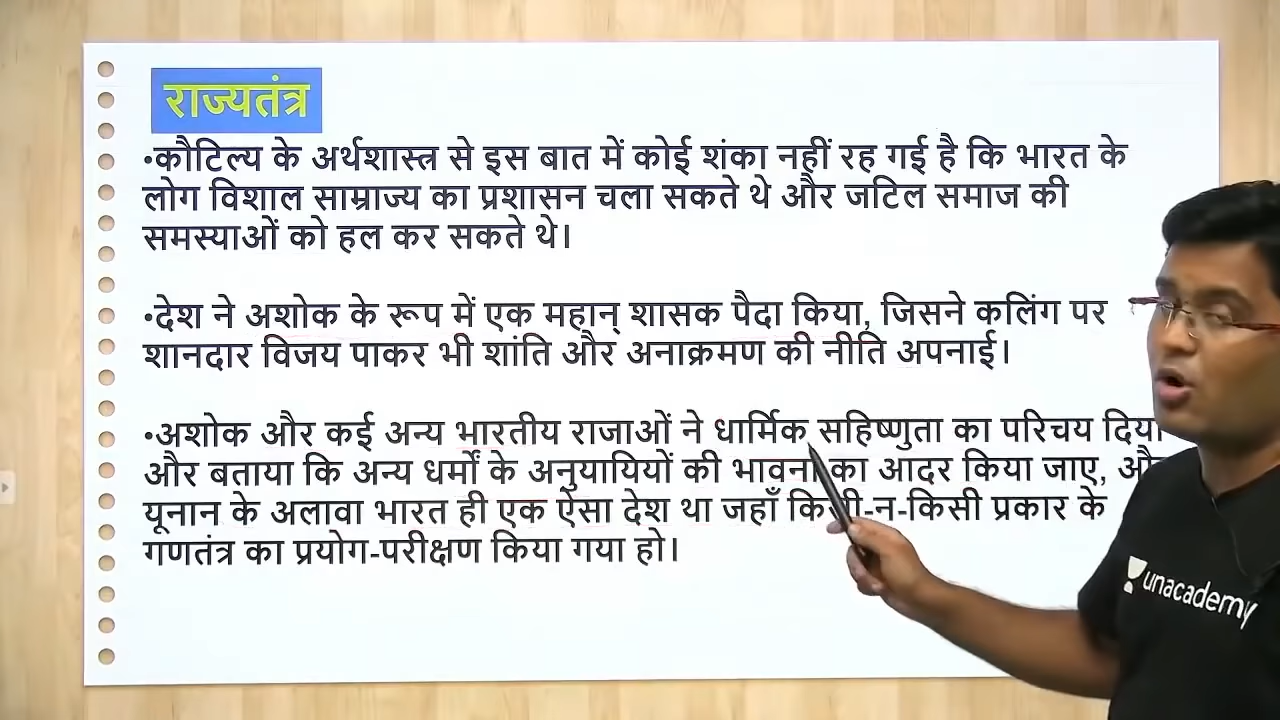 राज्यतंत्र
•कौटिल्य के अर्थशास्त्र से इस बात में कोई शंका नहीं रह गई है कि भारत के
लोग विशाल साम्राज्य का प्रशासन चला सकते थे और जटिल समाज की
समस्याओं को हल कर सकते थे।
•देश ने अशोक के रूप में एक महान् शासक पैदा किया, जिसने कलिंग पर
शानदार विजय पाकर भी शांति और अनाक्रमण की नीति अपनाई।
•अशोक और कई अन्य भारतीय राजाओं ने धार्मिक सहिष्णुता का परिचय दिया
और बताया कि अन्य धर्मों के अनुयायियों की का आदर किया जाए,
यूनान के अलावा भारत ही एक ऐसा देश था जहाँ प्रकार के
गणतंत्र का प्रयोग-परीक्षण किया गया हो।
unacademy